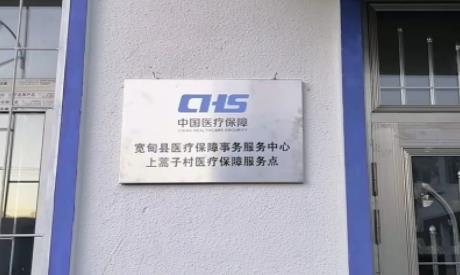 CHS
中国医疗保障
CHINA HEALTHCARE SECURITY
宽甸县医疗保障事务服务中心
上蒿子村医疗保障服务点